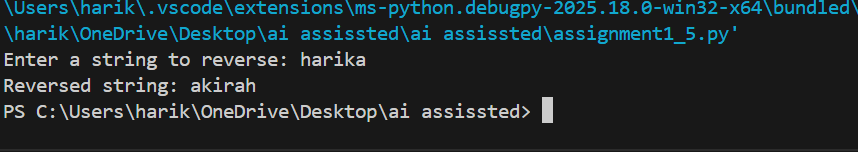 \Users\harik\.vscode\extensions\ms-python.debugpy-2025.18.0-win32-x64\bundled\
\harik\OneDrive\Desktop\ai assissted\ai assissted\assignment1_5.py'
Enter a string to reverse: harika
Reversed string: akirah
PS C:\Users\harik\OneDrive\Desktop\ai assissted>